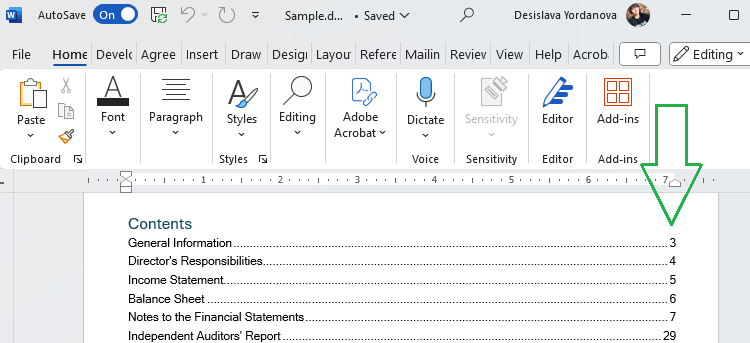 AutoSave On Sample.d... • Saved Desislava Yordanova
File Home Develo Agree Insert Draw Design Layou Refere Mailin Review View Help Acrob Editing
Paste Font Paragraph Styles Editing Adobe Acrobat Dictate Sensitivity Editor Add-ins
Clipboard Styles Voice Sensitivity Editor Add-ins
1 2 3 4 5 6 7
Contents
General Information 3
Director's Responsibilities 4
Income Statement 5
Balance Sheet 6
Notes to the Financial Statements 7
Independent Auditors' Report 29